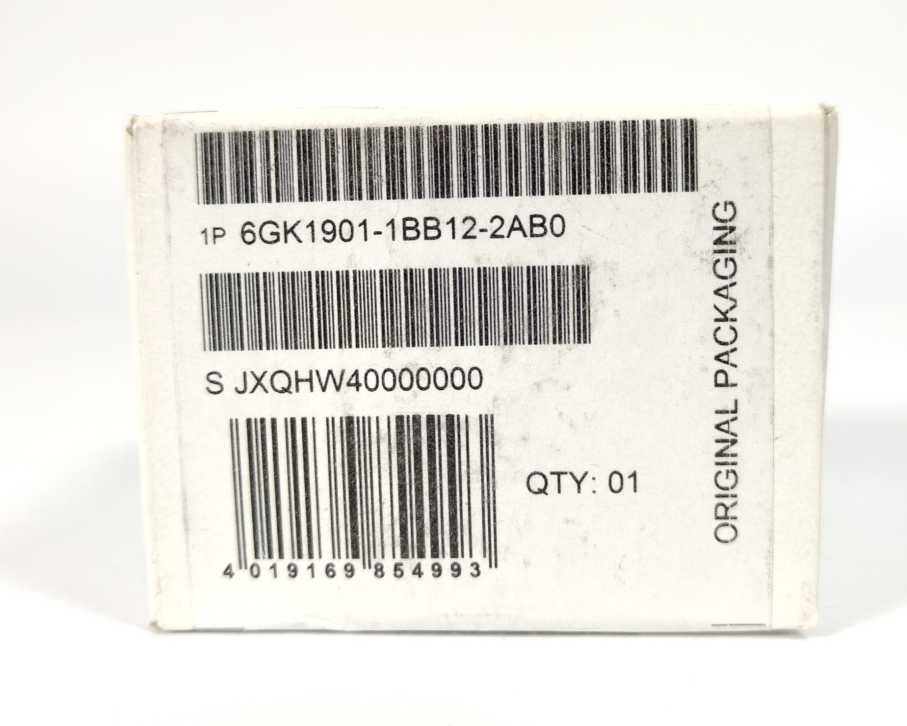 1P 6GK1901-1BB12-2AB0
S JXQHW40000000
QTY: 01
4 019169 854993
ORIGINAL PACKAGING